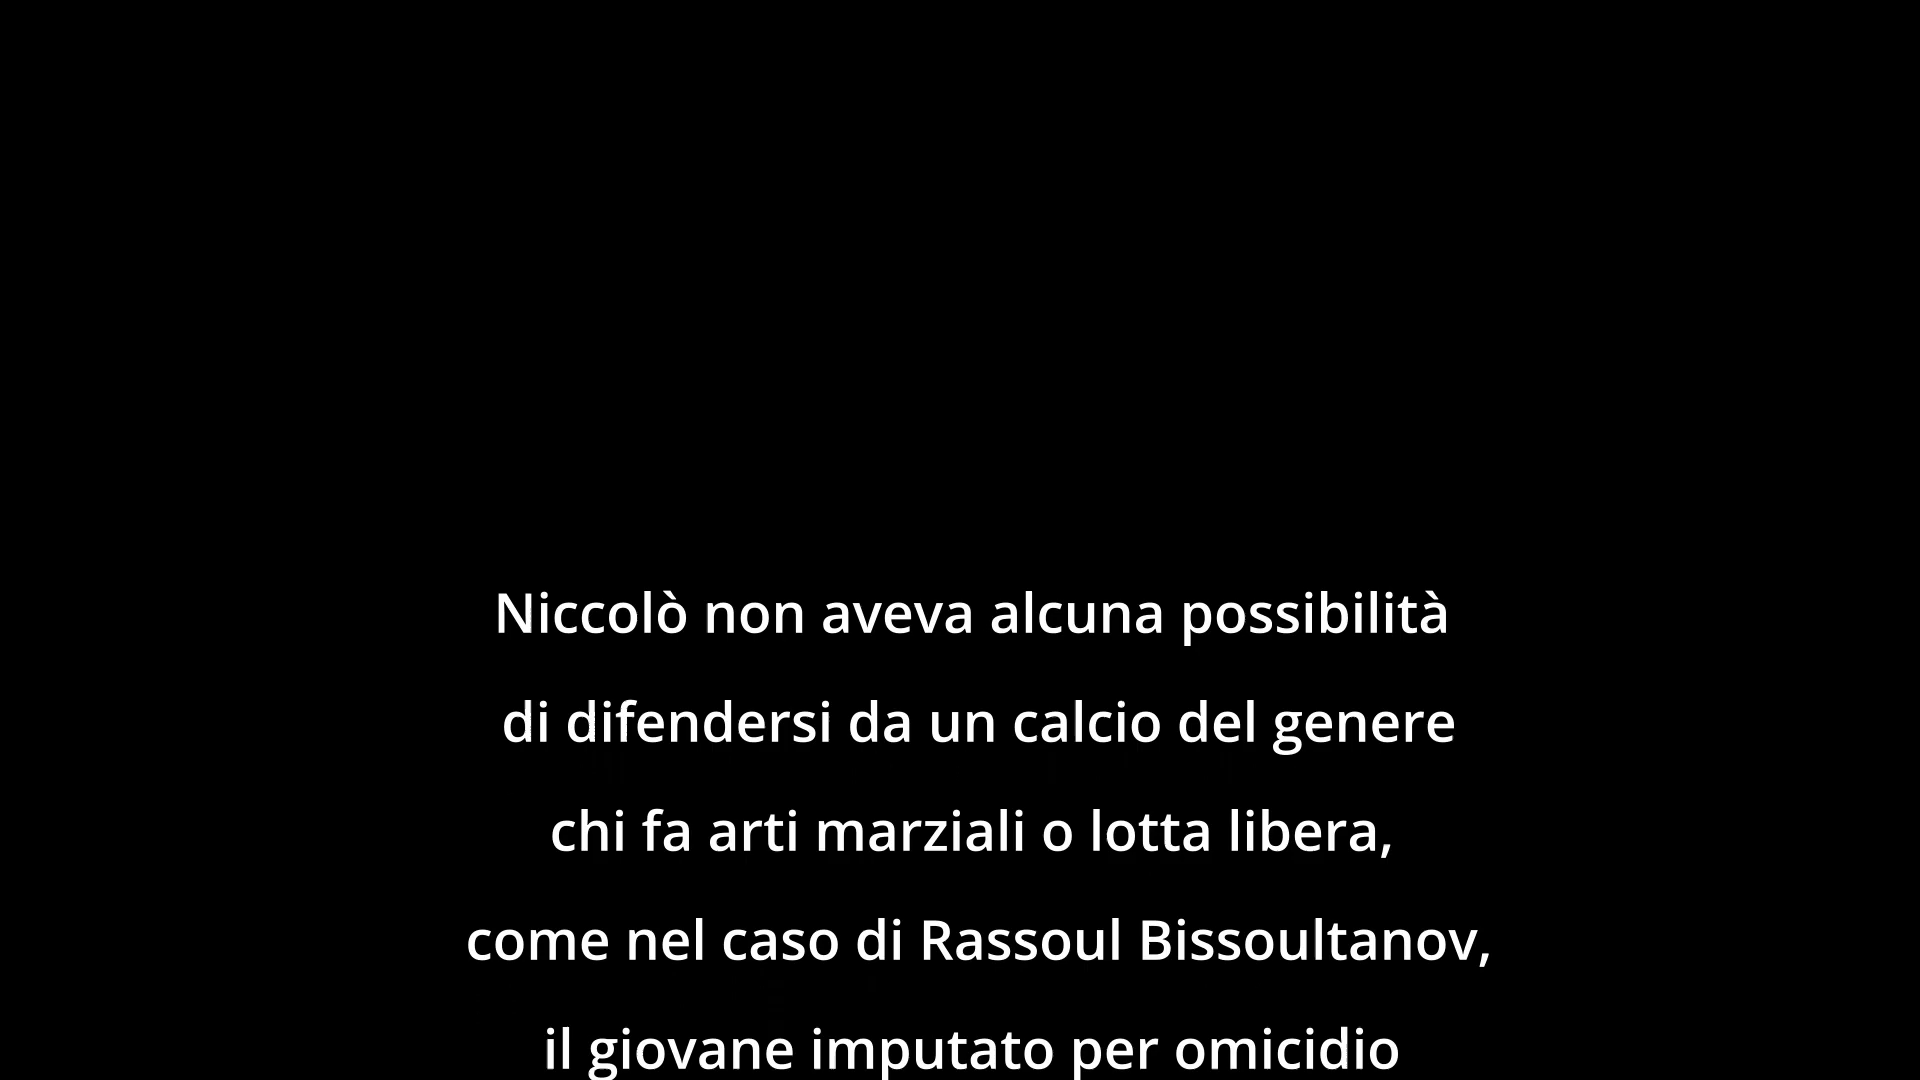 Niccolò non aveva alcuna possibilità
di difendersi da un calcio del genere
chi fa arti marziali o lotta libera,
come nel caso di Rassoul Bissoultanov,
il giovane imputato per omicidio